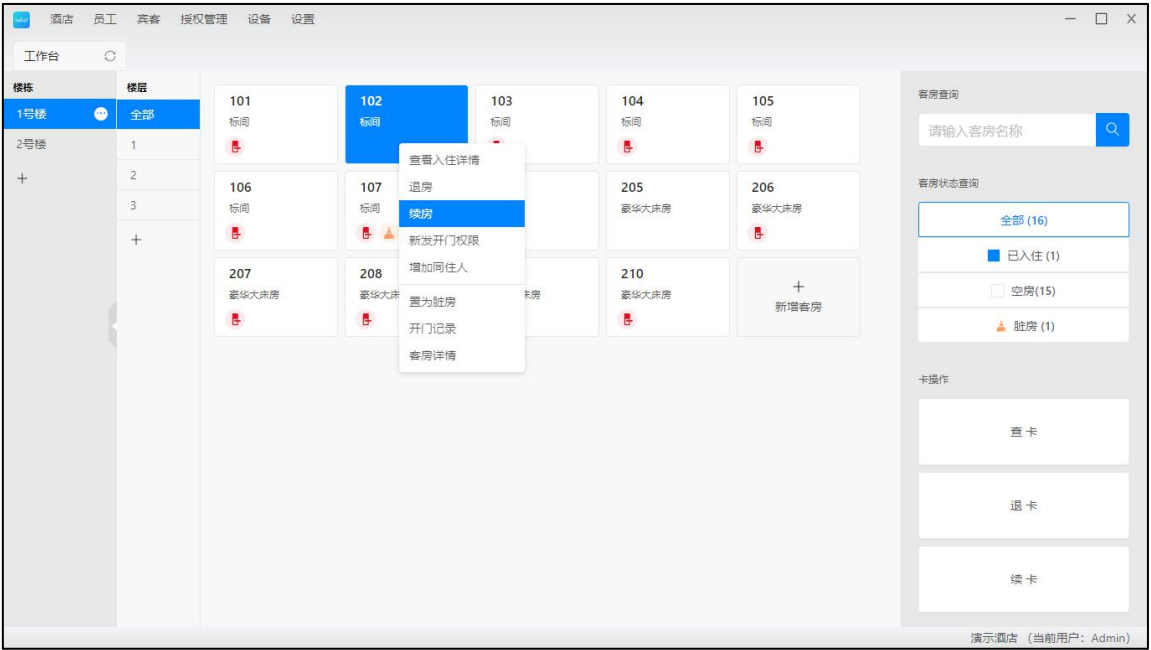 酒店 员工 宾客 授权管理 设备 设置
工作台
楼栋
1号楼
2号楼
+
楼层
全部
1
2
3
+
101
标间
102
标间
103
标间
104
标间
105
标间
106
标间
107
标间
205
豪华大床房
206
豪华大床房
207
豪华大床房
208
豪华大床
床房
210
豪华大床房
+
新增客房
查看入住详情
退房
续房
新发开门权限
增加同住人
置为脏房
开门记录
客房详情
客房查询
请输入客房名称
客房状态查询
全部 (16)
已入住 (1)
空房(15)
脏房 (1)
卡操作
查 卡
退 卡
续 卡
演示酒店 （当前用户：Admin）